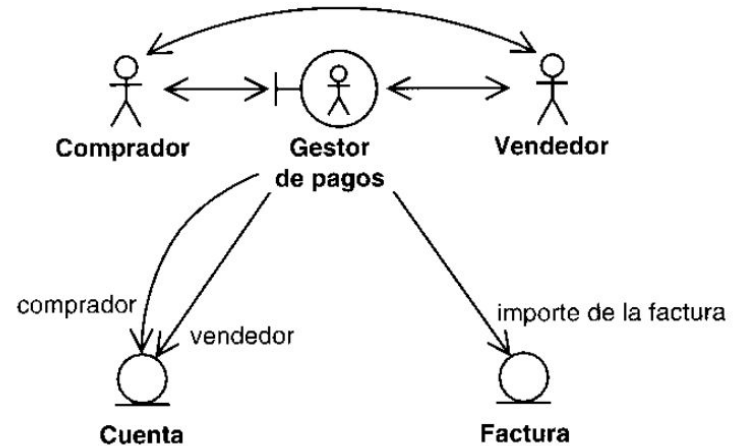 Comprador
Gestor
de pagos
Vendedor
comprador
vendedor
importe de la factura
Cuenta
Factura